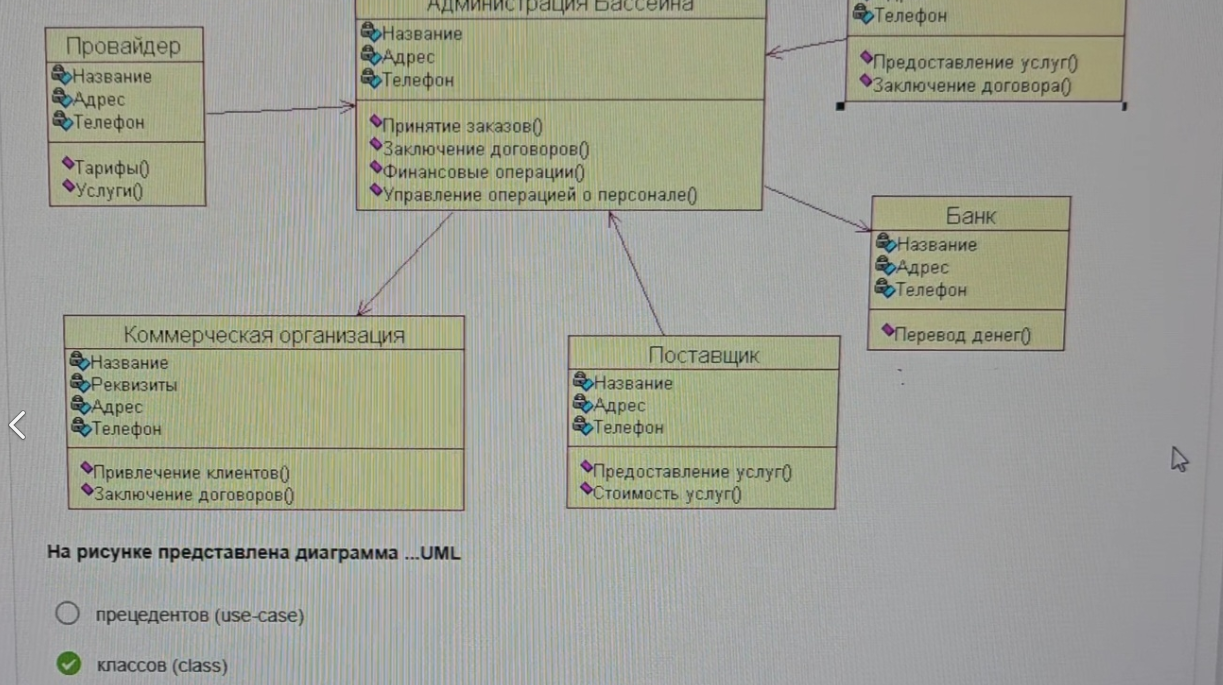 Администрация Бассейна
Название
Адрес
Телефон
Принятие заказов()
Заключение договоров()
Финансовые операции()
Управление операцией о персонале()
Провайдер
Название
Адрес
Телефон
Тарифы()
Услуги()
Телефон
Предоставление услуг()
Заключение договора()
Банк
Название
Адрес
Телефон
Перевод денег()
Коммерческая организация
Название
Реквизиты
Адрес
Телефон
Привлечение клиентов()
Заключение договоров()
Поставщик
Название
Адрес
Телефон
Предоставление услуг()
Стоимость услуг()
На рисунке представлена диаграмма ...UML
прецедентов (use-case)
классов (class)